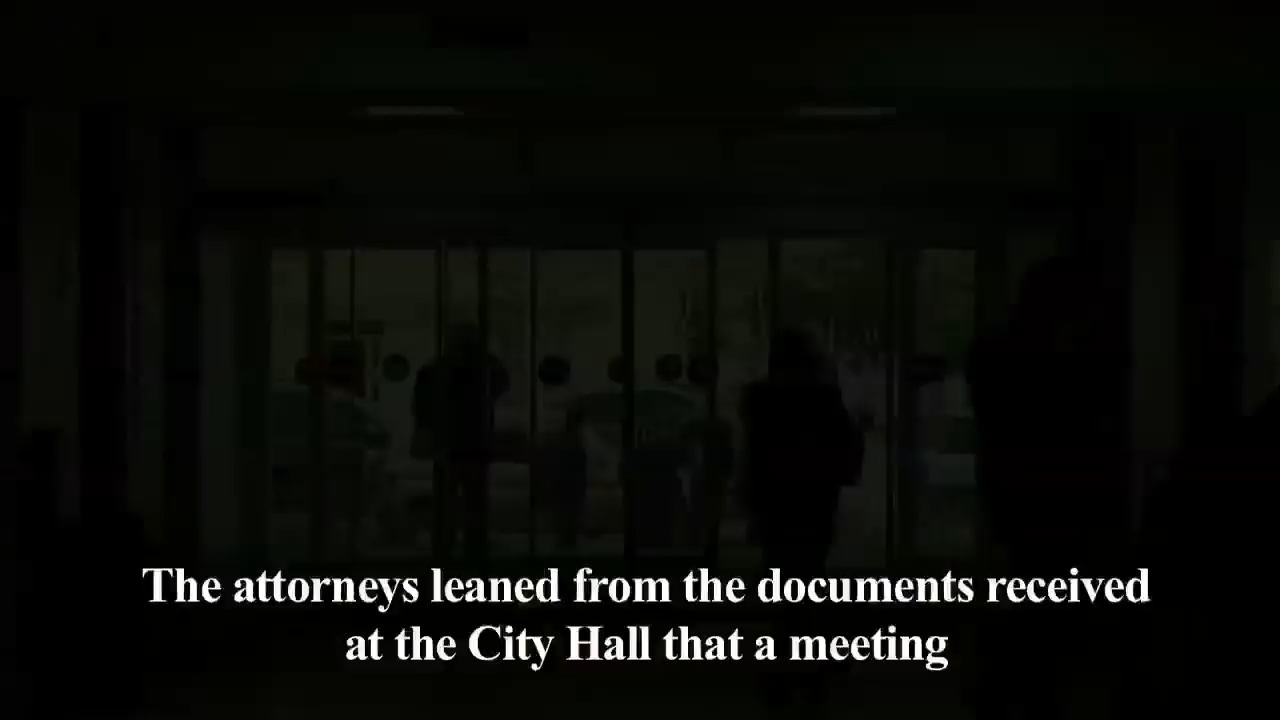 The attorneys leaned from the documents received
at the City Hall that a meeting